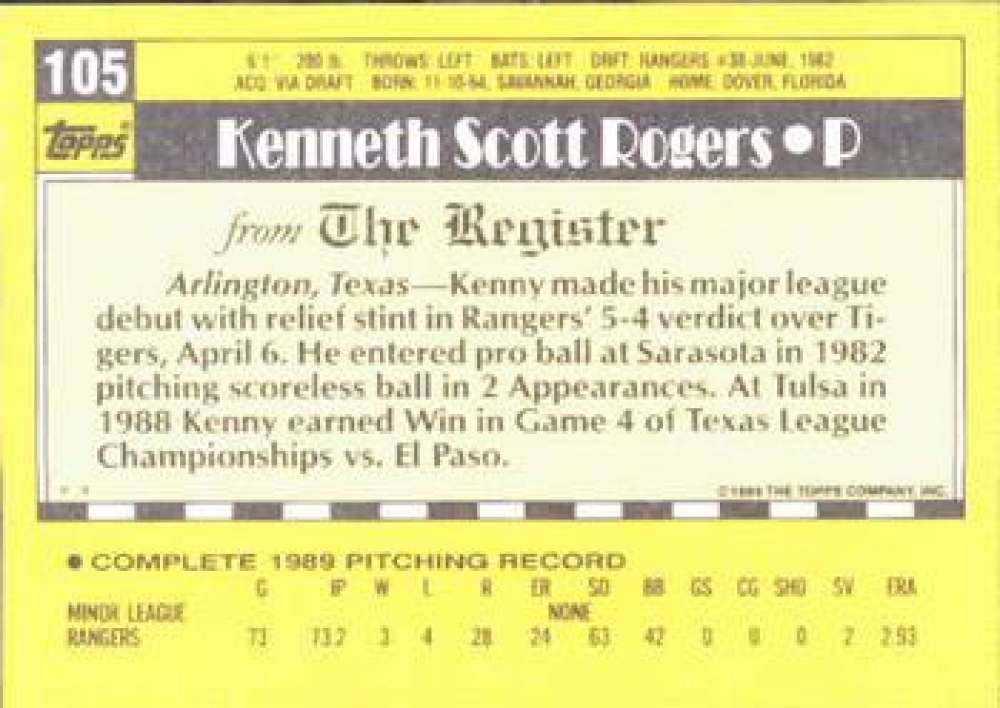 105
6'1" 200 lb. THROWS: LEFT BATS: LEFT DRFT: RANGERS #38-JUNE, 1982
ACQ: VIA DRAFT BORN: 11-10-64, SAVANNAH, GEORGIA HOME: DOVER, FLORIDA
topps®
Kenneth Scott Rogers • P
from The Register
Arlington, Texas—Kenny made his major league
debut with relief stint in Rangers' 5-4 verdict over Ti-
gers, April 6. He entered pro ball at Sarasota in 1982
pitching scoreless ball in 2 Appearances. At Tulsa in
1988 Kenny earned Win in Game 4 of Texas League
Championships vs. El Paso.
* *
©1989 THE TOPPS COMPANY, INC.
• COMPLETE 1989 PITCHING RECORD
G IP W L R ER SO BB GS CG SHO SV ERA
MINOR LEAGUE NONE
RANGERS 73 73.2 3 4 28 24 63 42 0 0 0 2 2.93